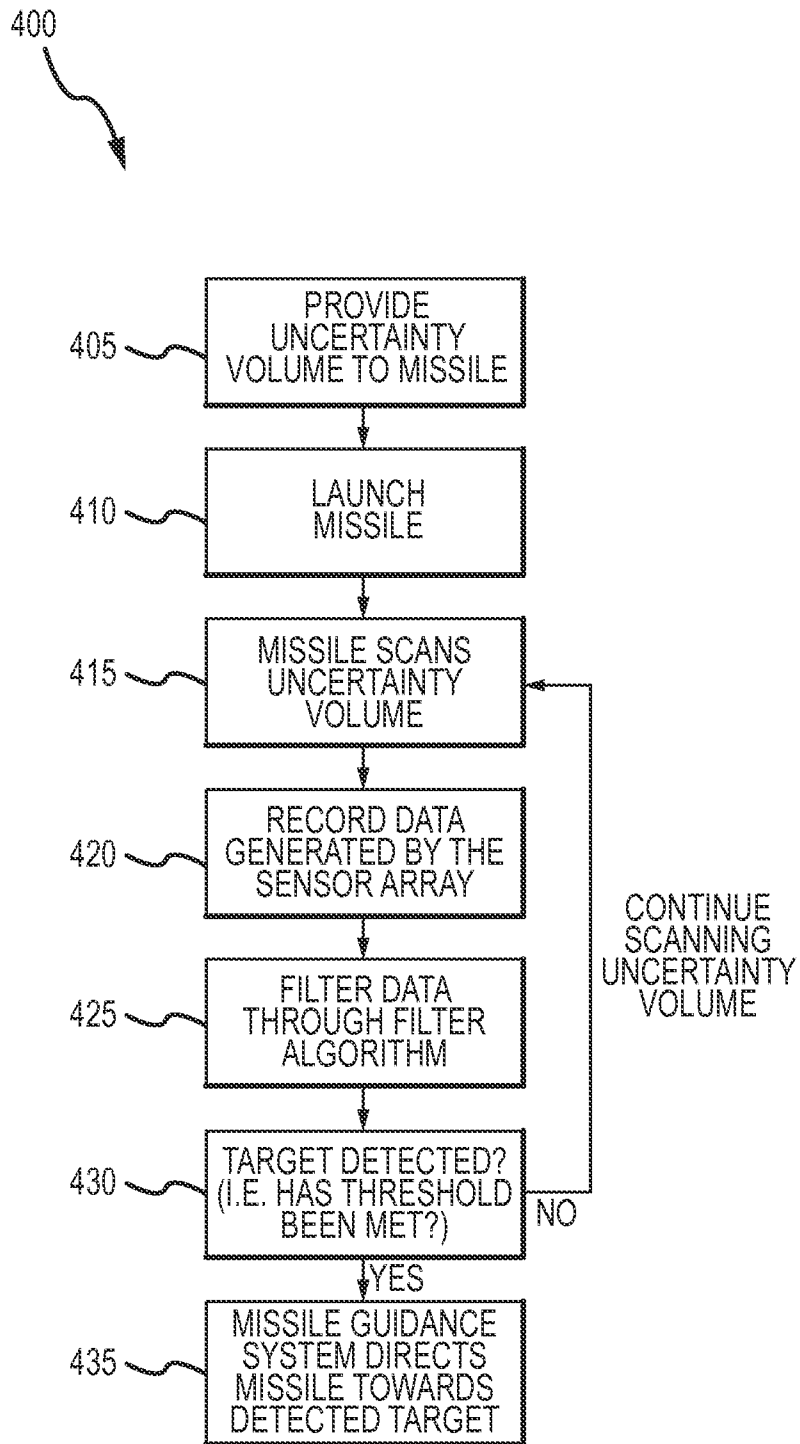 400
405
PROVIDE
UNCERTAINTY
VOLUME TO MISSILE
410
LAUNCH
MISSILE
415
MISSILE SCANS
UNCERTAINTY
VOLUME
420
RECORD DATA
GENERATED BY THE
SENSOR ARRAY
CONTINUE
SCANNING
UNCERTAINTY
VOLUME
425
FILTER DATA
THROUGH FILTER
ALGORITHM
430
TARGET DETECTED?
(I.E. HAS THRESHOLD
BEEN MET?)
NO
YES
435
MISSILE GUIDANCE
SYSTEM DIRECTS
MISSILE TOWARDS
DETECTED TARGET